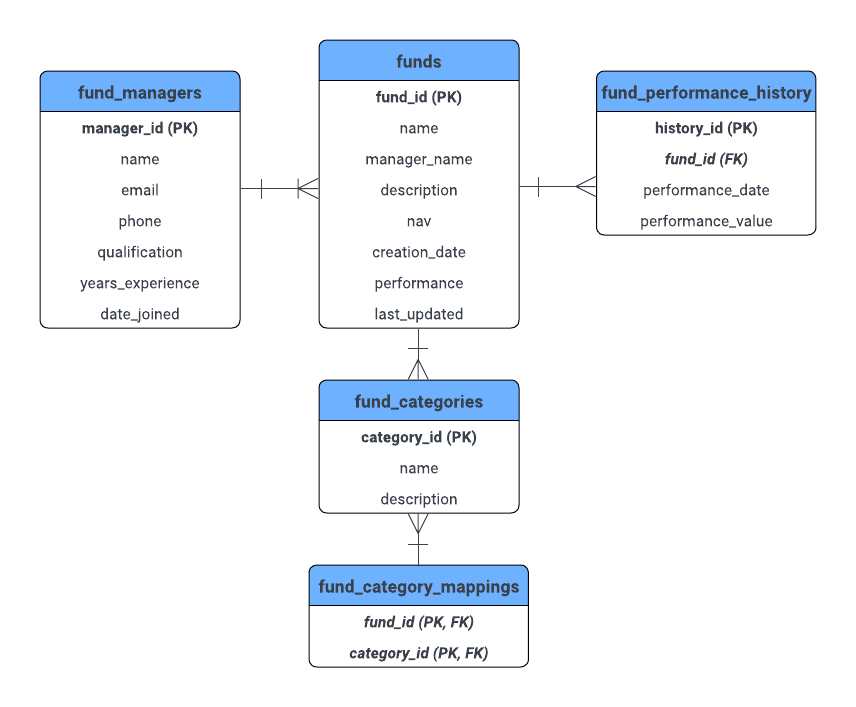 fund_managers
manager_id (PK)
name
email
phone
qualification
years_experience
date_joined
funds
fund_id (PK)
name
manager_name
description
nav
creation_date
performance
last_updated
fund_performance_history
history_id (PK)
fund_id (FK)
performance_date
performance_value
fund_categories
category_id (PK)
name
description
fund_category_mappings
fund_id (PK, FK)
category_id (PK, FK)